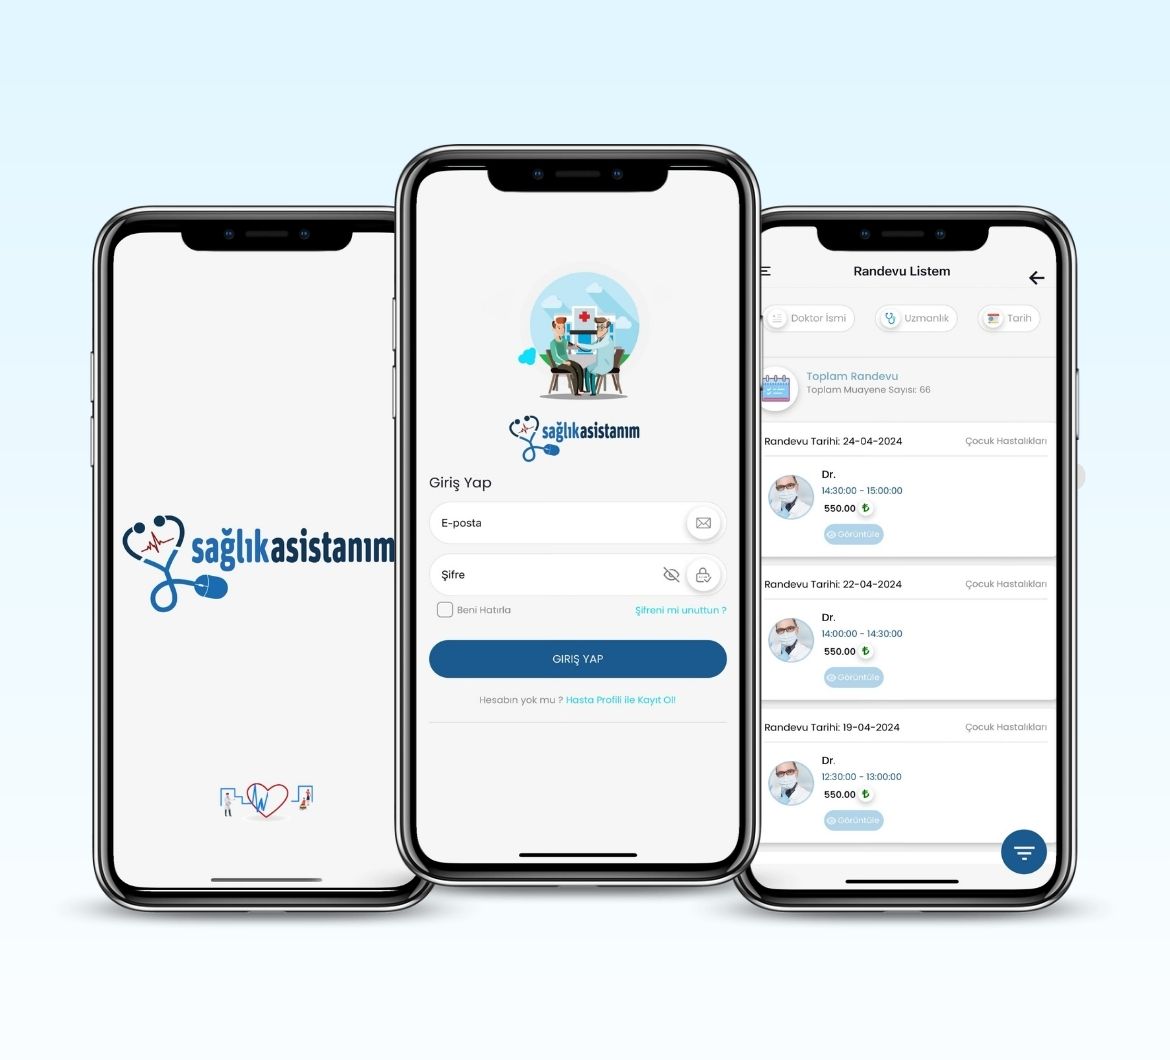 sağlıkasistanım
sağlıkasistanım
Giriş Yap
E-posta
Şifre
Beni Hatırla
Şifreni mi unuttun ?
GIRIŞ YAP
Hesabın yok mu ? Hasta Profili ile Kayıt Ol!
Randevu Listem
Doktor İsmi
Uzmanlık
Tarih
Toplam Randevu
Toplam Muayene Sayısı: 66
Randevu Tarihi: 24-04-2024
Çocuk Hastalıkları
Dr.
14:30:00 - 15:00:00
550.00 ₺
Görüntüle
Randevu Tarihi: 22-04-2024
Çocuk Hastalıkları
Dr.
14:00:00 - 14:30:00
550.00 ₺
Görüntüle
Randevu Tarihi: 19-04-2024
Çocuk Hastalıkları
Dr.
12:30:00 - 13:00:00
550.00 ₺
Görüntüle